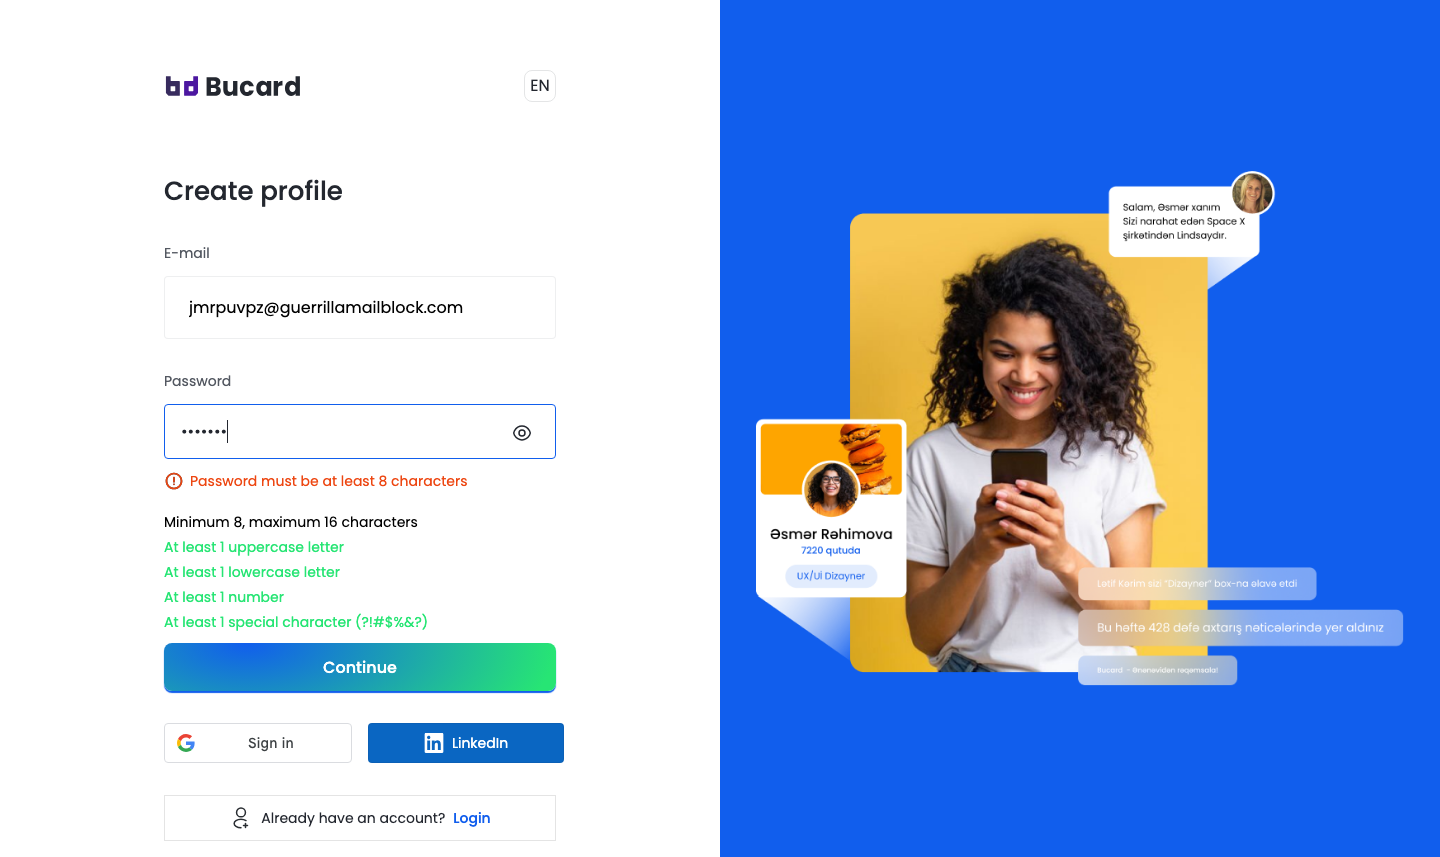 bd Bucard
EN
Create profile
E-mail
jmrpuvpz@guerrillamailblock.com
Password
•••••••
Password must be at least 8 characters
Minimum 8, maximum 16 characters
At least 1 uppercase letter
At least 1 lowercase letter
At least 1 number
At least 1 special character (?!#$%&?)
Continue
Sign in
LinkedIn
Already have an account? Login
Salam, Əsmər xanım
Sizi narahat edən Space X
şirkətindən Lindsaydır.
Əsmər Rəhimova
7220 qutuda
UX/Uİ Dizayner
Lətif Kərim sizi “Dizayner” box-na əlavə etdi
Bu həftə 428 dəfə axtarış nəticələrində yer aldınız
Bucard - Ənənəvidən rəqəmsala!